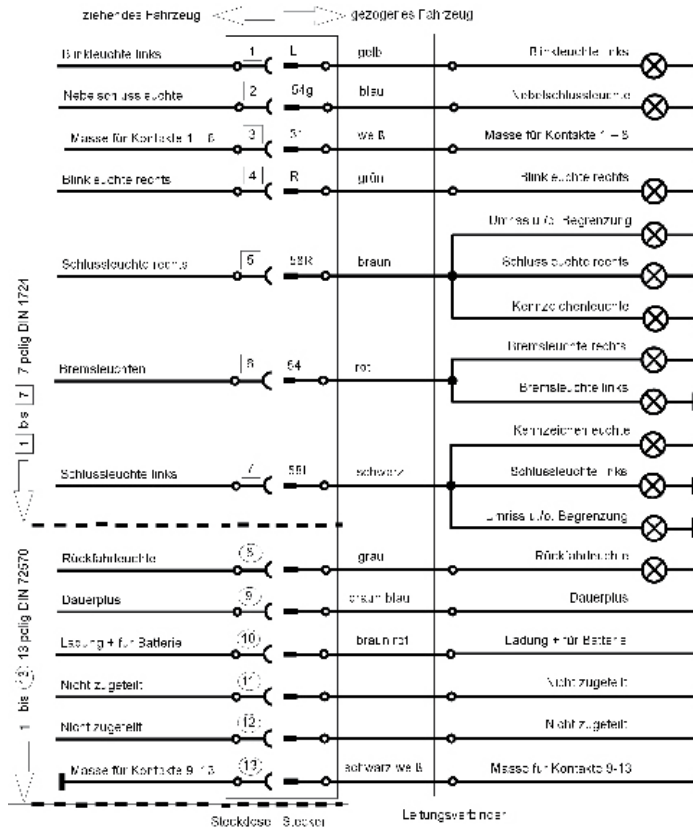 ziehendes Fahrzeug gezogenes Fahrzeug
Blinkleuchte links 1 L gelb Blinkleuchte links
Nebelschlussleuchte 2 54g blau Nebelschlussleuchte
Masse für Kontakte 1 – 8 3 31 weiß Masse für Kontakte 1 – 8
Blinkleuchte rechts 4 R grün Blinkleuchte rechts
Umriss u./o. Begrenzung
Schlussleuchte rechts 5 58R braun Schlussleuchte rechts
Kennzeichenleuchte
Bremsleuchte rechts
Bremsleuchten 6 54 rot
Bremsleuchte links
Kennzeichenleuchte
Schlussleuchte links 7 58L schwarz Schlussleuchte links
Umriss u./o. Begrenzung
Rückfahrleuchte 8 grau Rückfahrleuchte
Dauerplus 9 braun blau Dauerplus
Ladung + für Batterie 10 braun rot Ladung + für Batterie
Nicht zugeteilt 11 Nicht zugeteilt
Nicht zugeteilt 12 Nicht zugeteilt
Masse für Kontakte 9-13 13 schwarz weiß Masse für Kontakte 9-13
Steckdose Stecker Leitungsverbinder
1 bis 7 7 polig DIN 1724
1 bis 13 13 polig DIN 72570